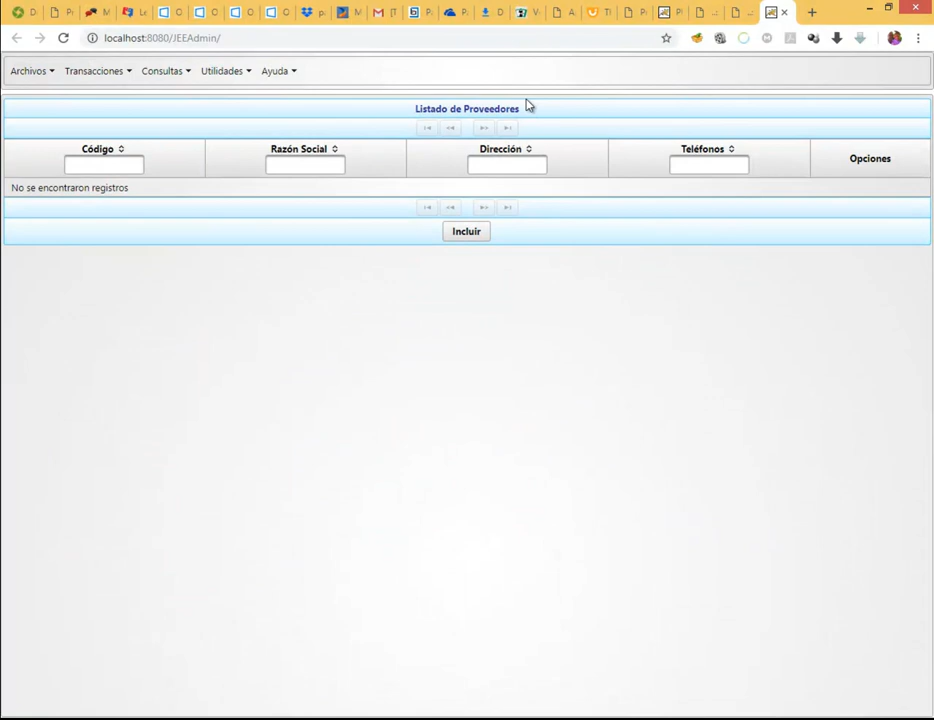 localhost:8080/JEEAdmin/
Archivos Transacciones Consultas Utilidades Ayuda
Listado de Proveedores
Código Razón Social Dirección Teléfonos Opciones
No se encontraron registros
Incluír